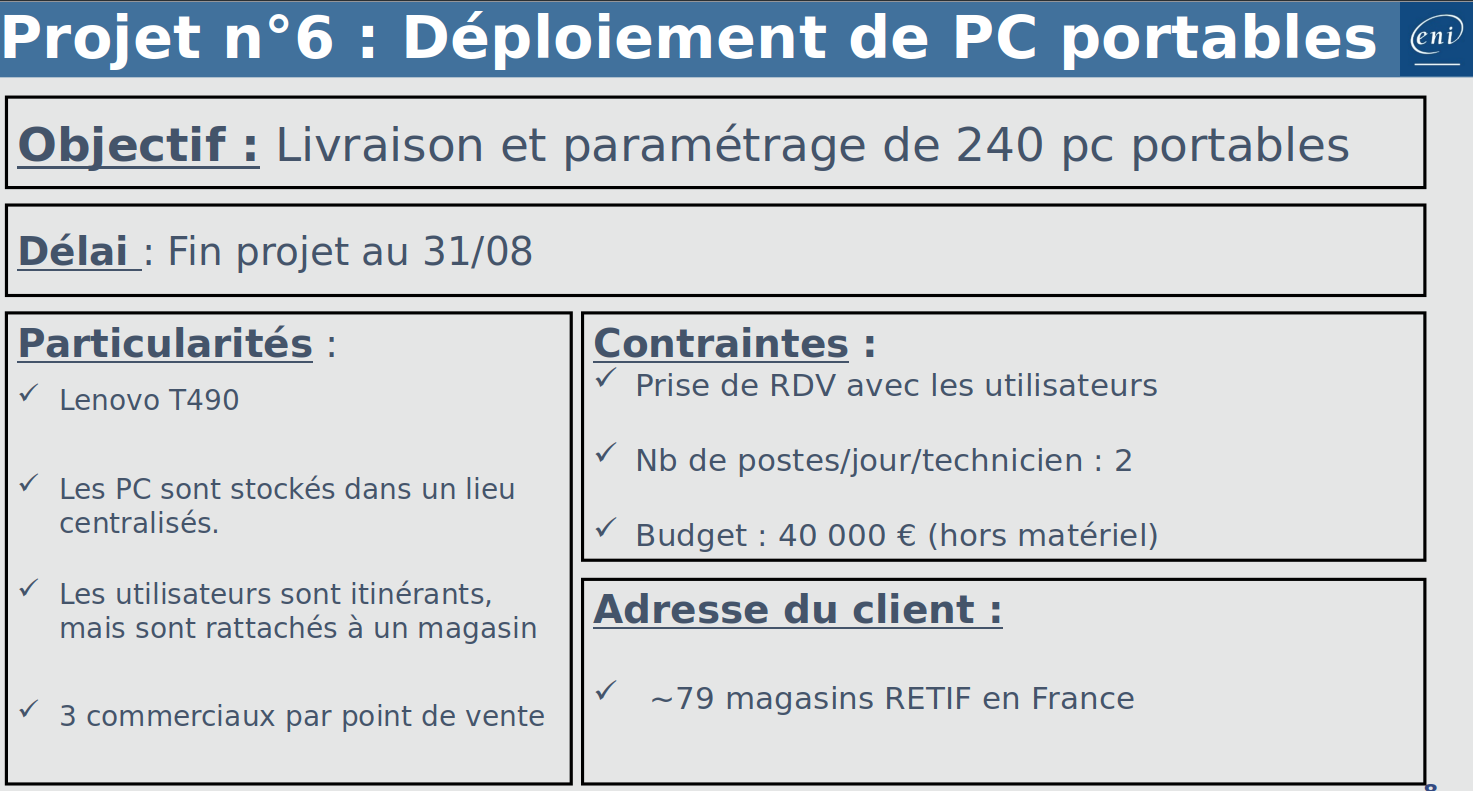 Projet n°6 : Déploiement de PC portables
eni
Objectif : Livraison et paramétrage de 240 pc portables
Délai : Fin projet au 31/08
Particularités :
✓ Lenovo T490
✓ Les PC sont stockés dans un lieu
centralisés.
✓ Les utilisateurs sont itinérants,
mais sont rattachés à un magasin
✓ 3 commerciaux par point de vente
Contraintes :
✓ Prise de RDV avec les utilisateurs
✓ Nb de postes/jour/technicien : 2
✓ Budget : 40 000 € (hors matériel)
Adresse du client :
✓ ~79 magasins RETIF en France